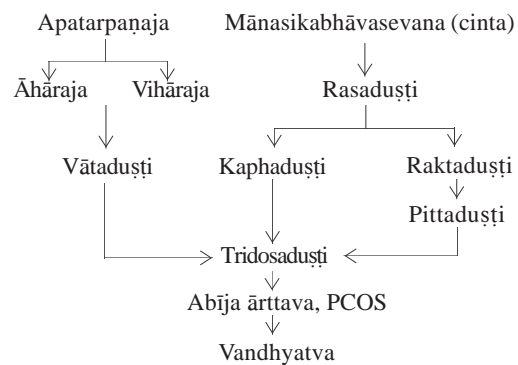 Apatarpaṇaja Mānasikabhāvasevana (cinta)
Āhāraja Vihāraja Rasaduṣṭi
Vātaduṣṭi Kaphaduṣṭi Raktaduṣṭi
Pittaduṣṭi
Tridosaduṣṭi
Abīja ārttava, PCOS
Vandhyatva